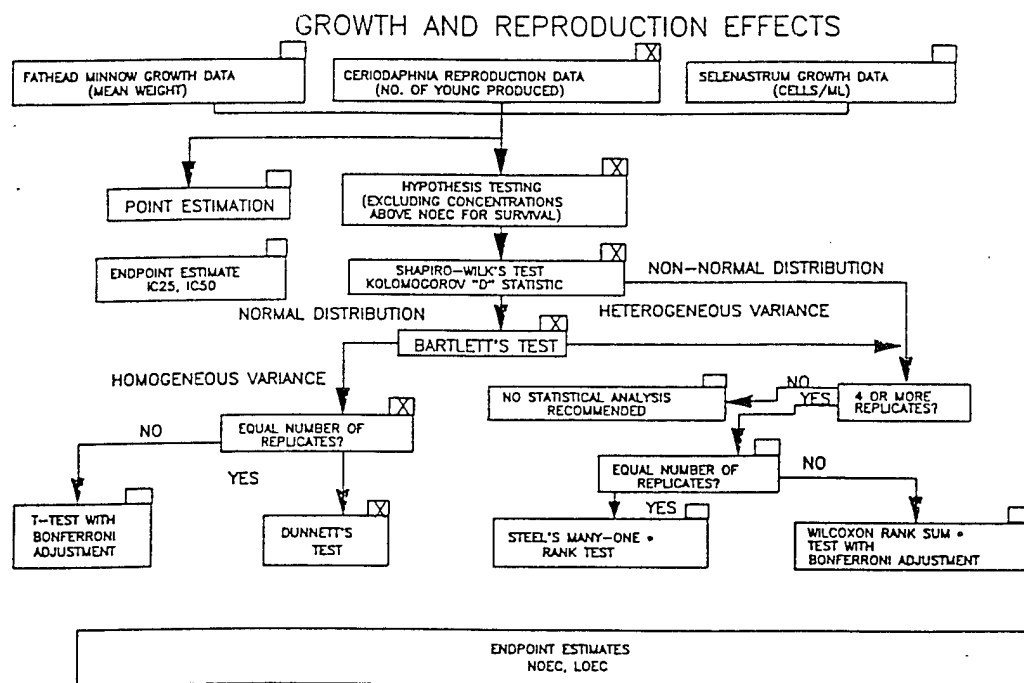 GROWTH AND REPRODUCTION EFFECTS
X
FATHEAD MINNOW GROWTH DATA
(MEAN WEIGHT)
CERIODAPHNIA REPRODUCTION DATA
(NO. OF YOUNG PRODUCED)
SELENASTRUM GROWTH DATA
(CELLS/ML)
X
POINT ESTIMATION
HYPOTHESIS TESTING
(EXCLUDING CONCENTRATIONS
ABOVE NOEC FOR SURVIVAL)
X
ENDPOINT ESTIMATE
IC25, IC50
SHAPIRO-WILK'S TEST
KOLOMOGOROV "D" STATISTIC
NON-NORMAL DISTRIBUTION
NORMAL DISTRIBUTION
HETEROGENEOUS VARIANCE
X
BARTLETT'S TEST
HOMOGENEOUS VARIANCE
NO STATISTICAL ANALYSIS
RECOMMENDED
NO
YES
4 OR MORE
REPLICATES?
X
EQUAL NUMBER OF
REPLICATES?
NO
YES
EQUAL NUMBER OF
REPLICATES?
NO
YES
T-TEST WITH
BONFERRONI
ADJUSTMENT
X
DUNNETT'S
TEST
STEEL'S MANY-ONE *
RANK TEST
WILCOXON RANK SUM *
TEST WITH
BONFERRONI ADJUSTMENT
ENDPOINT ESTIMATES
NOEC, LOEC